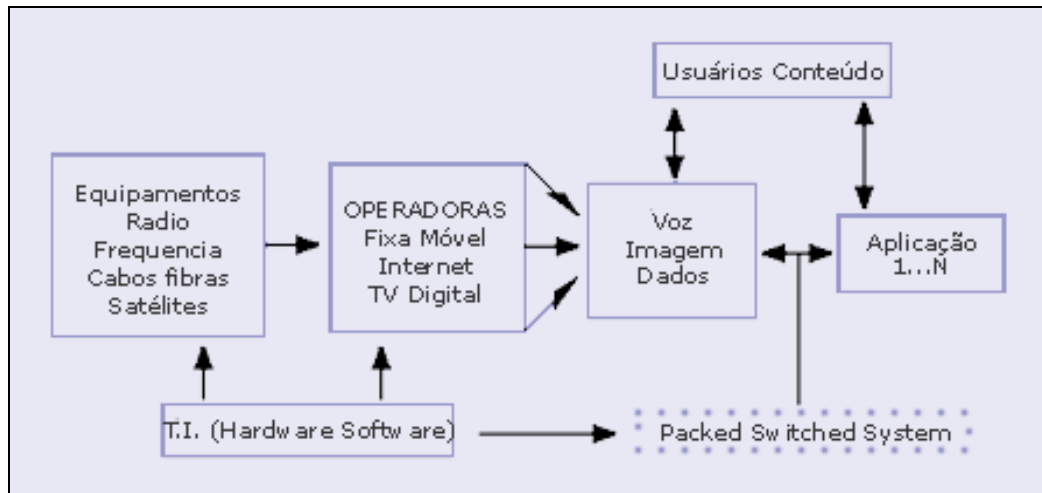 Usuários Conteúdo
Equipamentos
Radio
Frequencia
Cabos fibras
Satélites
OPERADORAS
Fixa Móvel
Internet
TV Digital
Voz
Imagem
Dados
Aplicação
1...N
T.I. (Hardware Software)
Packed Switched System